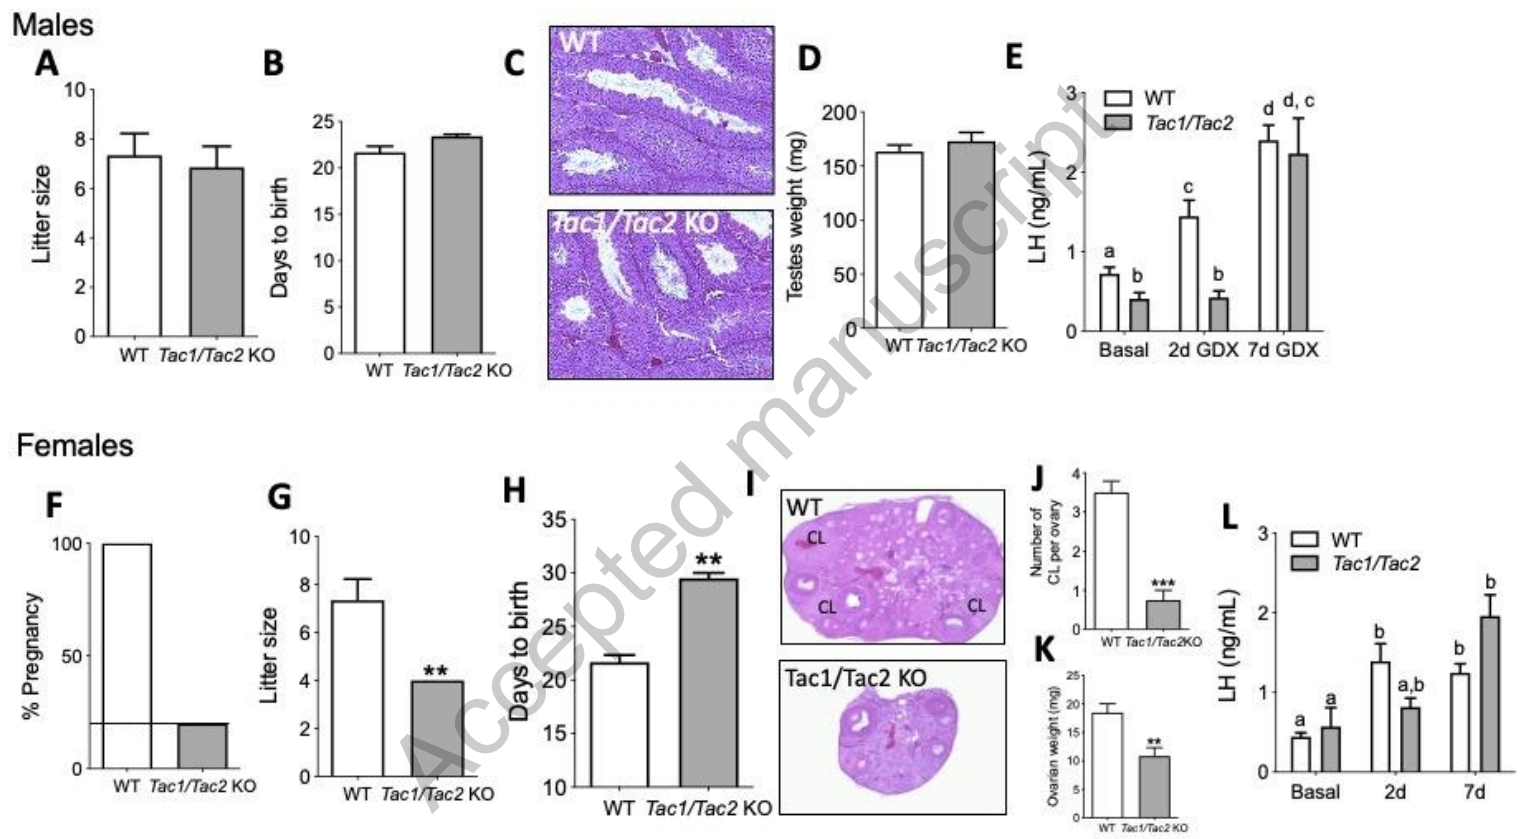 Males
A
Litter size
10
8
6
4
2
0
WT Tac1/Tac2 KO
B
Days to birth
25
20
15
10
5
0
WT Tac1/Tac2 KO
C
WT
Tac1/Tac2 KO
D
Testes weight (mg)
200
150
100
50
0
WT Tac1/Tac2 KO
E
LH (ng/mL)
3
2
1
0
WT
Tac1/Tac2
a
b
c
b
d
d, c
Basal 2d GDX 7d GDX
Females
F
% Pregnancy
100
50
0
WT Tac1/Tac2 KO
G
Litter size
10
8
6
4
2
0
**
WT Tac1/Tac2 KO
H
Days to birth
35
30
25
20
15
10
**
WT Tac1/Tac2 KO
I
WT
CL
CL
CL
Tac1/Tac2 KO
J
Number of
CL per ovary
4
3
2
1
0
***
WT Tac1/Tac2KO
K
Ovarian weight (mg)
25
20
15
10
5
0
**
WT Tac1/Tac2 KO
L
LH (ng/mL)
3
2
1
0
WT
Tac1/Tac2
a
a
b
a,b
b
b
Basal 2d 7d
Accepted manuscript